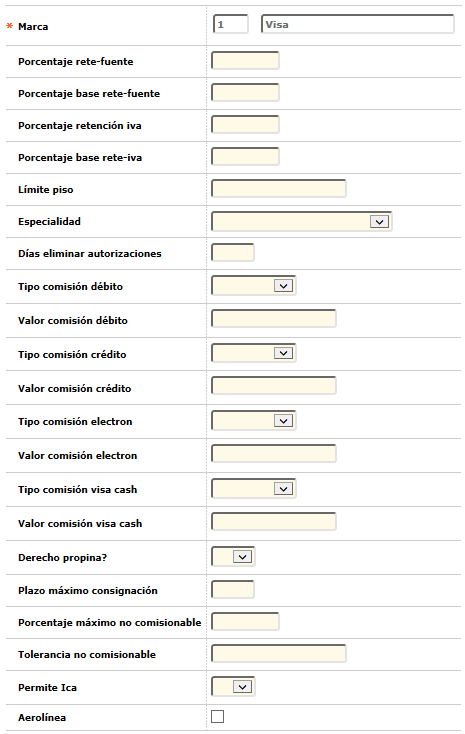 * Marca 1 Visa
Porcentaje rete-fuente
Porcentaje base rete-fuente
Porcentaje retención iva
Porcentaje base rete-iva
Límite piso
Especialidad
Días eliminar autorizaciones
Tipo comisión débito
Valor comisión débito
Tipo comisión crédito
Valor comisión crédito
Tipo comisión electron
Valor comisión electron
Tipo comisión visa cash
Valor comisión visa cash
Derecho propina?
Plazo máximo consignación
Porcentaje máximo no comisionable
Tolerancia no comisionable
Permite Ica
Aerolínea